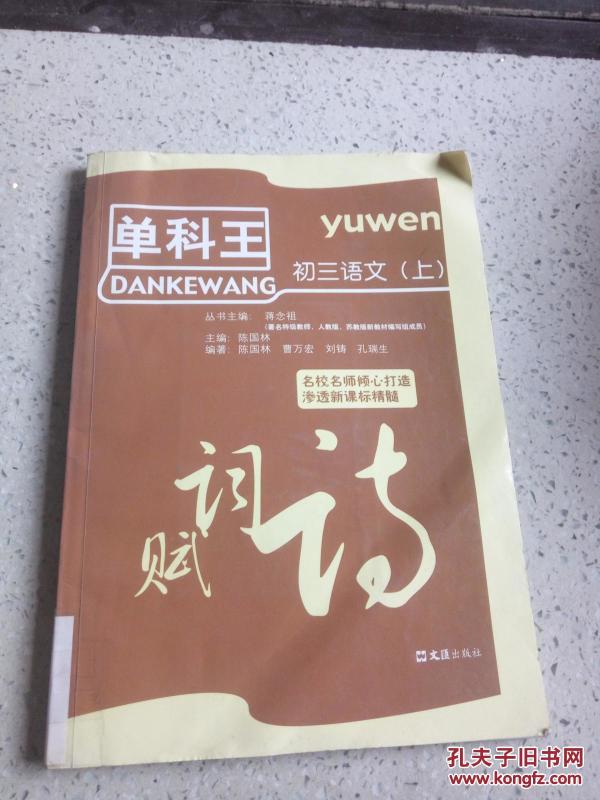 单科王
DANKEWANG
yuwen
初三语文（上）
丛书主编：蒋念祖
（著名特级教师、人教版、苏教版新教材编写组成员）
主编：陈国林
编著：陈国林 曹万宏 刘铸 孔瑞生
名校名师倾心打造
渗透新课标精髓
诗
词
赋
文汇出版社
孔夫子旧书网
www.kongfz.com